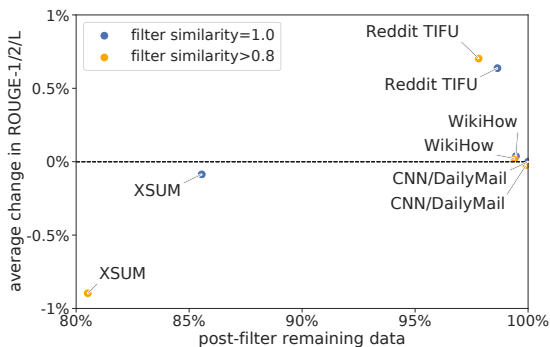 1%
0.5%
0%
-0.5%
-1%
average change in ROUGE-1/2/L
filter similarity=1.0
filter similarity>0.8
Reddit TIFU
Reddit TIFU
WikiHow
WikiHow
CNN/DailyMail
CNN/DailyMail
XSUM
XSUM
80%
85%
90%
95%
100%
post-filter remaining data